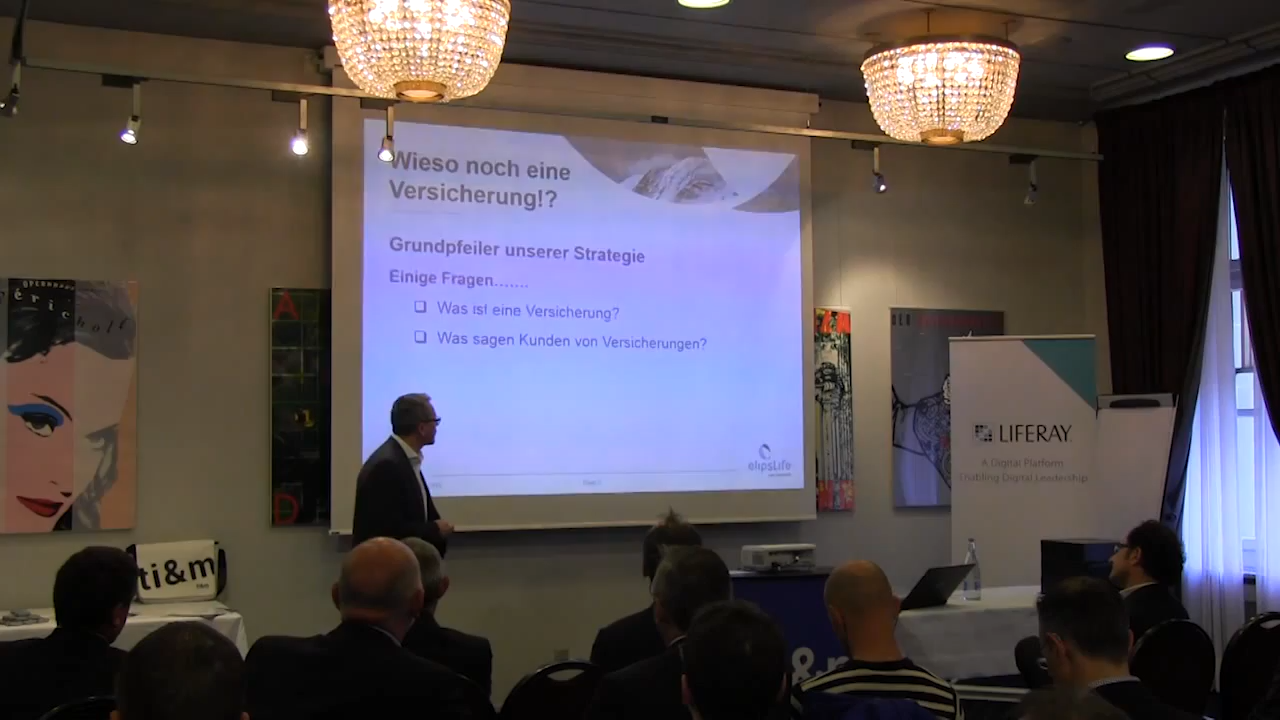 Wieso noch eine
Versicherung!?
Grundpfeiler unserer Strategie
Einige Fragen.......
Was ist eine Versicherung?
Was sagen Kunden von Versicherungen?
elipsLife
OPERNHAUS
A
D
LIFERAY
A Digital Platform
Enabling Digital Leadership
ti&m